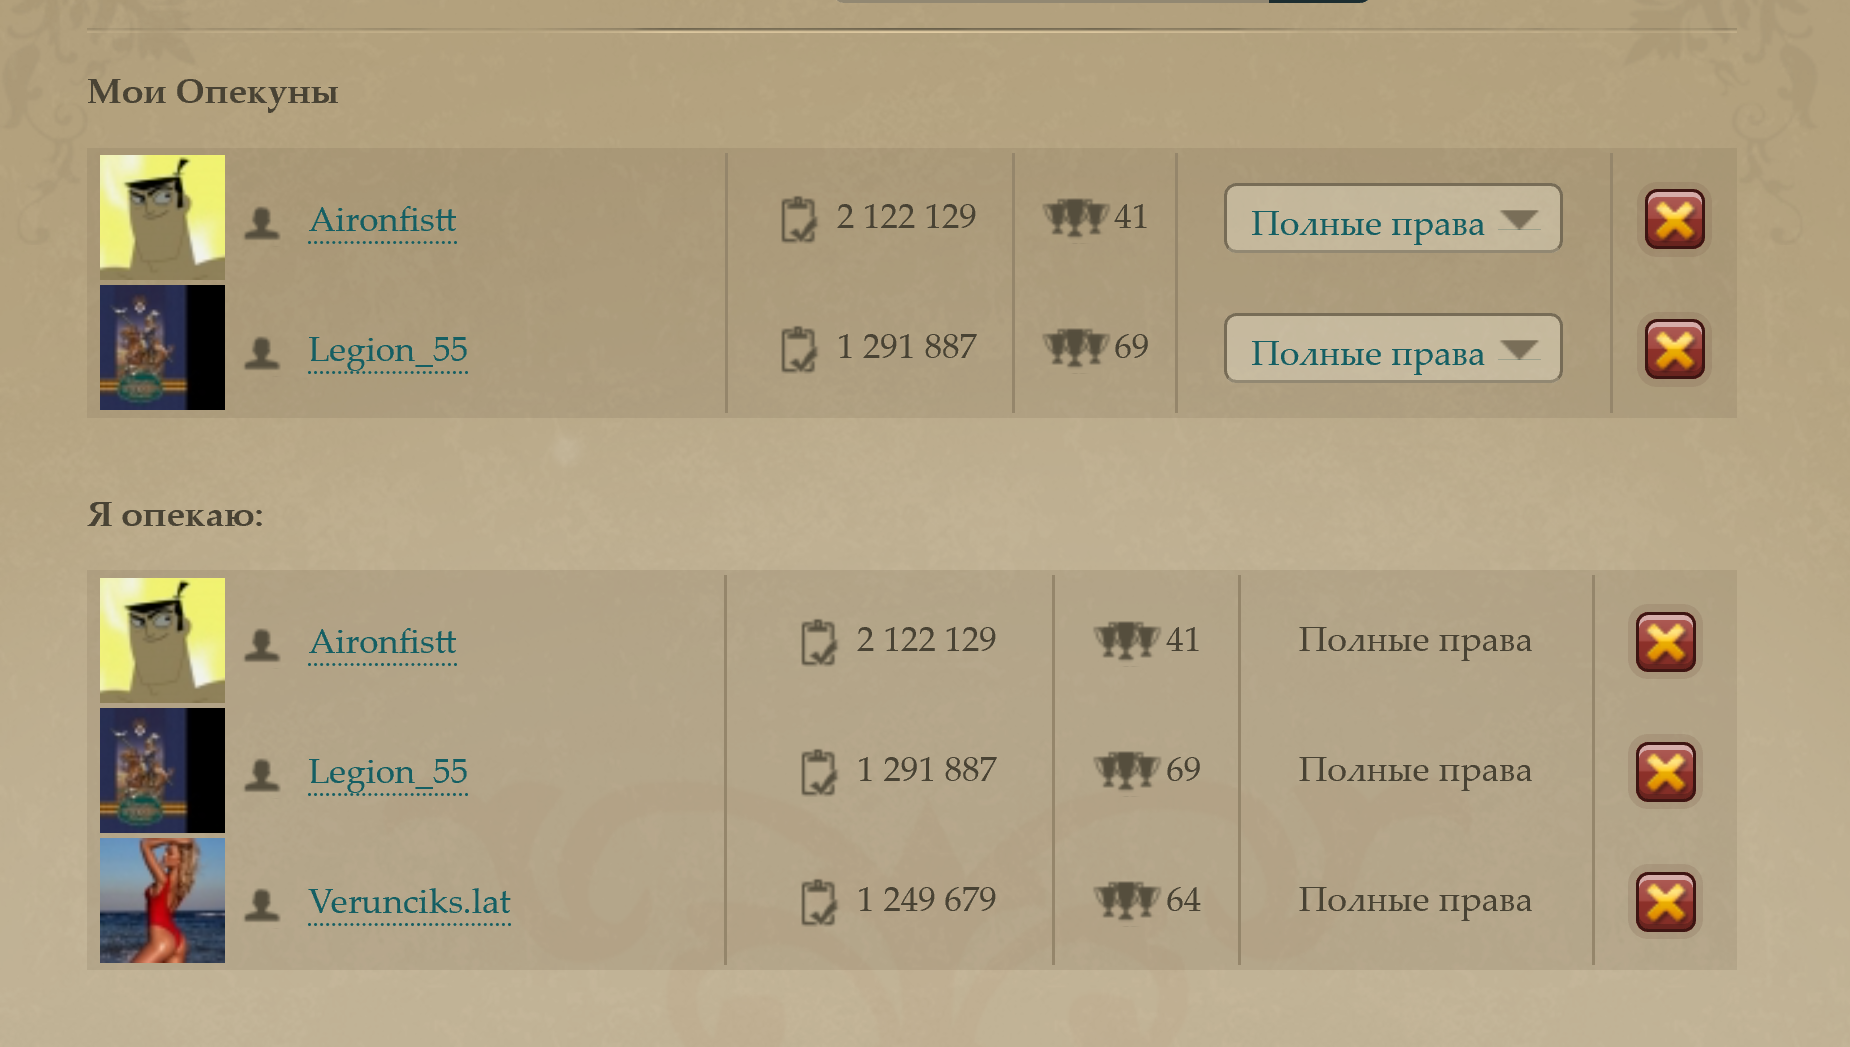 Мои Опекуны
Aironfistt 2 122 129 41 Полные права
Legion_55 1 291 887 69 Полные права
Я опекаю:
Aironfistt 2 122 129 41 Полные права
Legion_55 1 291 887 69 Полные права
Verunciks.lat 1 249 679 64 Полные права